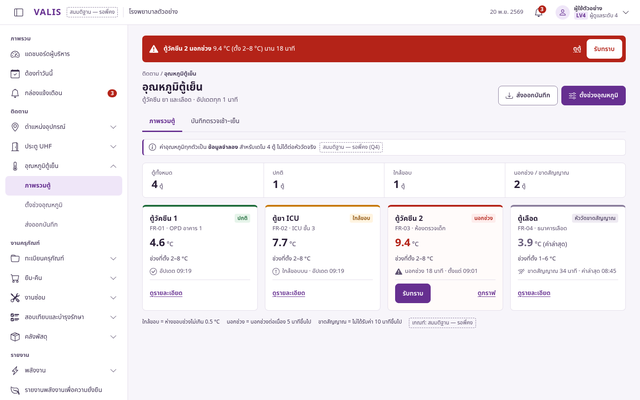 VALIS
สมมติฐาน — รอพี่คง
โรงพยาบาลตัวอย่าง
20 พ.ย. 2569
3
ผู้ใช้ตัวอย่าง
LV4 ผู้ดูแลระดับ 4
ภาพรวม
แดชบอร์ดผู้บริหาร
ต้องทำวันนี้
กล่องแจ้งเตือน
3
ติดตาม
ตำแหน่งอุปกรณ์
ประตู UHF
อุณหภูมิตู้เย็น
ภาพรวมตู้
ตั้งช่วงอุณหภูมิ
ส่งออกบันทึก
งานครุภัณฑ์
ทะเบียนครุภัณฑ์
ยืม-คืน
งานซ่อม
สอบเทียบและบำรุงรักษา
คลังพัสดุ
รายงาน
พลังงาน
รายงานพลังงานเพื่อความยั่งยืน
ตู้วัคซีน 2 นอกช่วง 9.4 °C (ตั้ง 2–8 °C) นาน 18 นาที
ดูตู้
รับทราบ
ติดตาม / อุณหภูมิตู้เย็น
อุณหภูมิตู้เย็น
ตู้วัคซีน ยา และเลือด · อัปเดตทุก 1 นาที
ส่งออกบันทึก
ตั้งช่วงอุณหภูมิ
ภาพรวมตู้
บันทึกตรวจเช้า–เย็น
ค่าอุณหภูมิทุกตัวเป็น ข้อมูลจำลอง สำหรับเดโม 4 ตู้ ไม่ได้ต่อหัววัดจริง
สมมติฐาน — รอพี่คง (Q4)
ตู้ทั้งหมด
4 ตู้
ปกติ
1 ตู้
ใกล้ขอบ
1 ตู้
นอกช่วง / ขาดสัญญาณ
2 ตู้
ตู้วัคซีน 1
ปกติ
FR-01 · OPD อาคาร 1
4.6 °C
ช่วงที่ตั้ง 2–8 °C
อัปเดต 09:19
ดูรายละเอียด
ตู้ยา ICU
ใกล้ขอบ
FR-02 · ICU ชั้น 3
7.7 °C
ช่วงที่ตั้ง 2–8 °C
ใกล้ขอบบน · อัปเดต 09:19
ดูรายละเอียด
ตู้วัคซีน 2
นอกช่วง
FR-03 · ห้องตรวจเด็ก
9.4 °C
ช่วงที่ตั้ง 2–8 °C
นอกช่วง 18 นาที · ตั้งแต่ 09:01
รับทราบ
ดูกราฟ
ตู้เลือด
หัววัดขาดสัญญาณ
FR-04 · ธนาคารเลือด
3.9 °C (ค่าล่าสุด)
ช่วงที่ตั้ง 1–6 °C
ขาดสัญญาณ 34 นาที · ค่าล่าสุด 08:45
ดูรายละเอียด
ใกล้ขอบ = ห่างขอบช่วงไม่เกิน 0.5 °C
นอกช่วง = นอกช่วงต่อเนื่อง 5 นาทีขึ้นไป
ขาดสัญญาณ = ไม่ได้รับค่า 10 นาทีขึ้นไป
เกณฑ์: สมมติฐาน — รอพี่คง